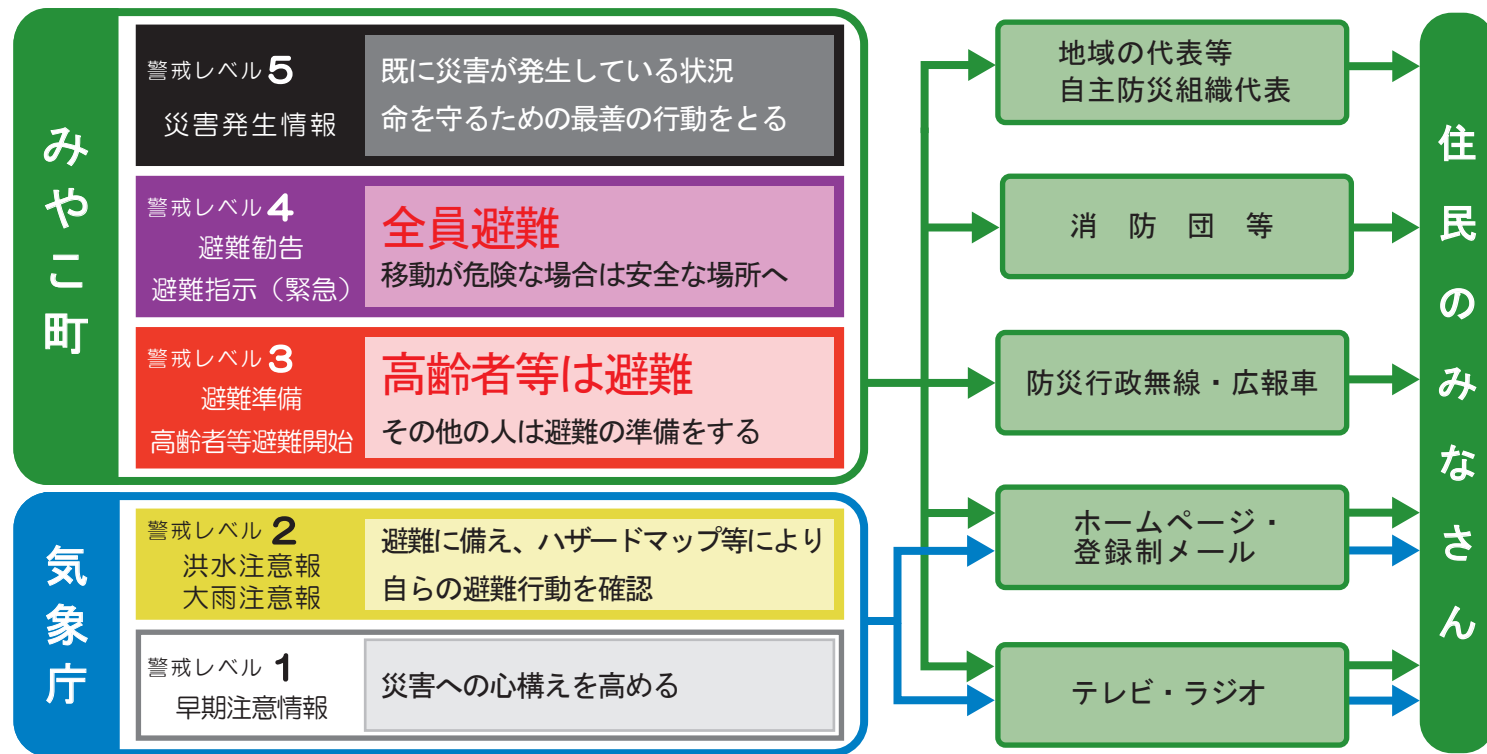 みやこ町
警戒レベル 5
災害発生情報
既に災害が発生している状況
命を守るための最善の行動をとる
警戒レベル 4
避難勧告
避難指示（緊急）
全員避難
移動が危険な場合は安全な場所へ
警戒レベル 3
避難準備
高齢者等避難開始
高齢者等は避難
その他の人は避難の準備をする
気象庁
警戒レベル 2
洪水注意報
大雨注意報
避難に備え、ハザードマップ等により
自らの避難行動を確認
警戒レベル 1
早期注意情報
災害への心構えを高める
地域の代表等
自主防災組織代表
消防団等
防災行政無線・広報車
ホームページ・
登録制メール
テレビ・ラジオ
住民のみなさん